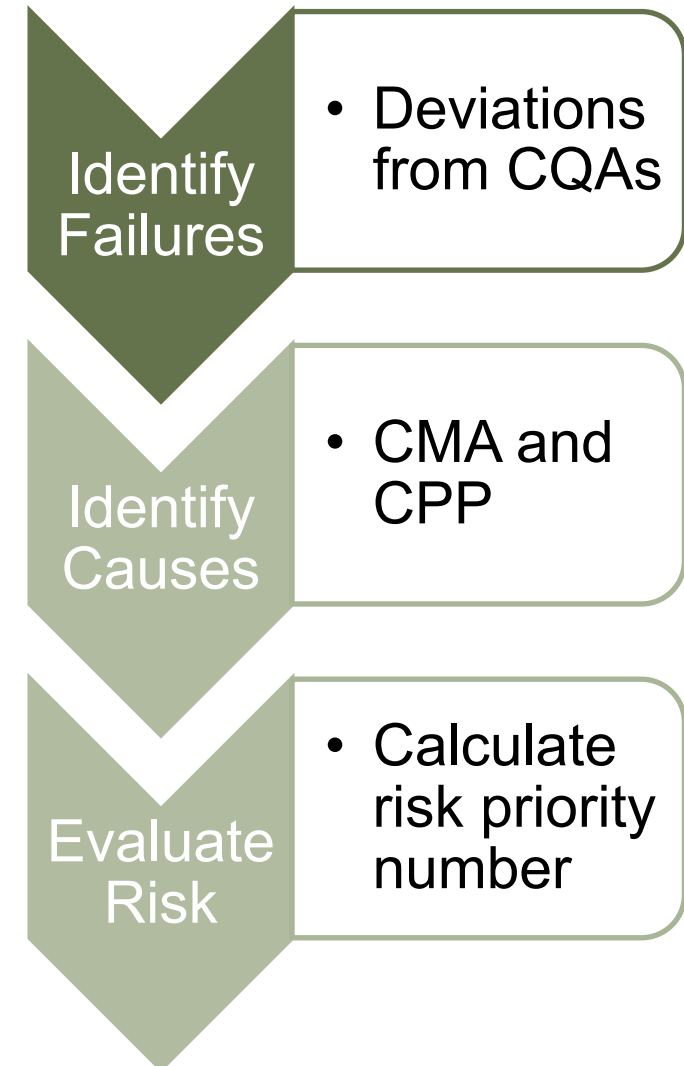 Identify
Failures
• Deviations
from CQAs
Identify
Causes
• CMA and
CPP
Evaluate
Risk
• Calculate
risk priority
number